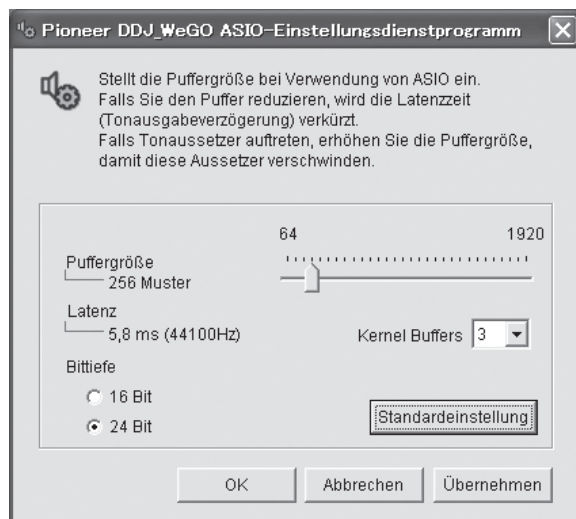 Pioneer DDJ_WeGO ASIO-Einstellungsdienstprogramm
Stellt die Puffergröße bei Verwendung von ASIO ein.
Falls Sie den Puffer reduzieren, wird die Latenzzeit
(Tonausgabeverzögerung) verkürzt.
Falls Tonaussetzer auftreten, erhöhen Sie die Puffergröße,
damit diese Aussetzer verschwinden.
64 1920
Puffergröße
256 Muster
Latenz
5,8 ms (44100Hz)
Kernel Buffers 3
Bittiefe
16 Bit
24 Bit
Standardeinstellung
OK Abbrechen Übernehmen